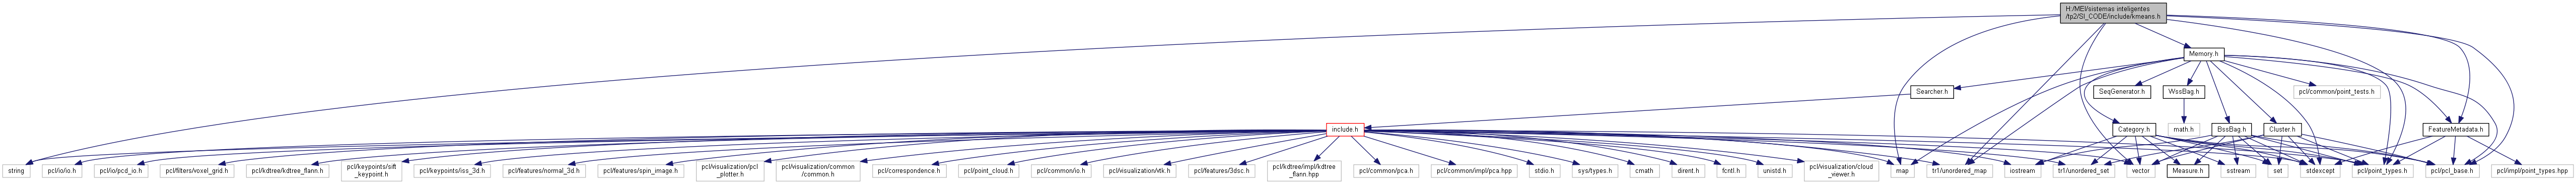 H:/MEI/sistemas inteligentes
/tp2/SI_CODE/include/kmeans.h
Memory.h
Searcher.h
SeqGenerator.h
WssBag.h
pcl/common/point_tests.h
include.h
math.h
Category.h
BssBag.h
Cluster.h
FeatureMetadata.h
string
pcl/io/io.h
pcl/io/pcd_io.h
pcl/filters/voxel_grid.h
pcl/kdtree/kdtree_flann.h
pcl/keypoints/sift
_keypoint.h
pcl/keypoints/iss_3d.h
pcl/features/normal_3d.h
pcl/features/spin_image.h
pcl/visualization/pcl
_plotter.h
pcl/visualization/common
/common.h
pcl/correspondence.h
pcl/point_cloud.h
pcl/common/io.h
pcl/visualization/vtk.h
pcl/features/3dsc.h
pcl/kdtree/impl/kdtree
_flann.hpp
pcl/common/pca.h
pcl/common/impl/pca.hpp
stdio.h
sys/types.h
cmath
dirent.h
fcntl.h
unistd.h
pcl/visualization/cloud
_viewer.h
map
tr1/unordered_map
iostream
tr1/unordered_set
vector
Measure.h
sstream
set
stdexcept
pcl/point_types.h
pcl/pcl_base.h
pcl/impl/point_types.hpp